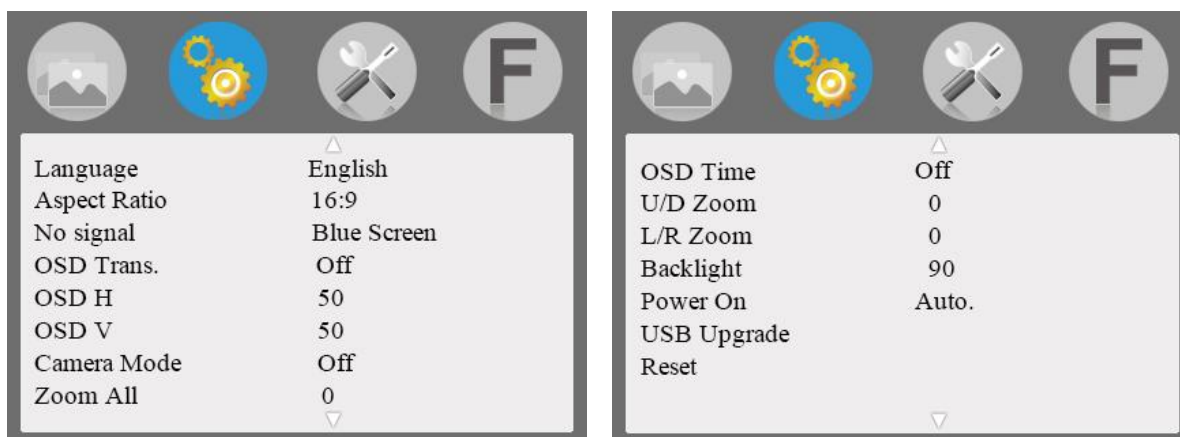 F
Language English
Aspect Ratio 16:9
No signal Blue Screen
OSD Trans. Off
OSD H 50
OSD V 50
Camera Mode Off
Zoom All 0
F
OSD Time Off
U/D Zoom 0
L/R Zoom 0
Backlight 90
Power On Auto.
USB Upgrade
Reset